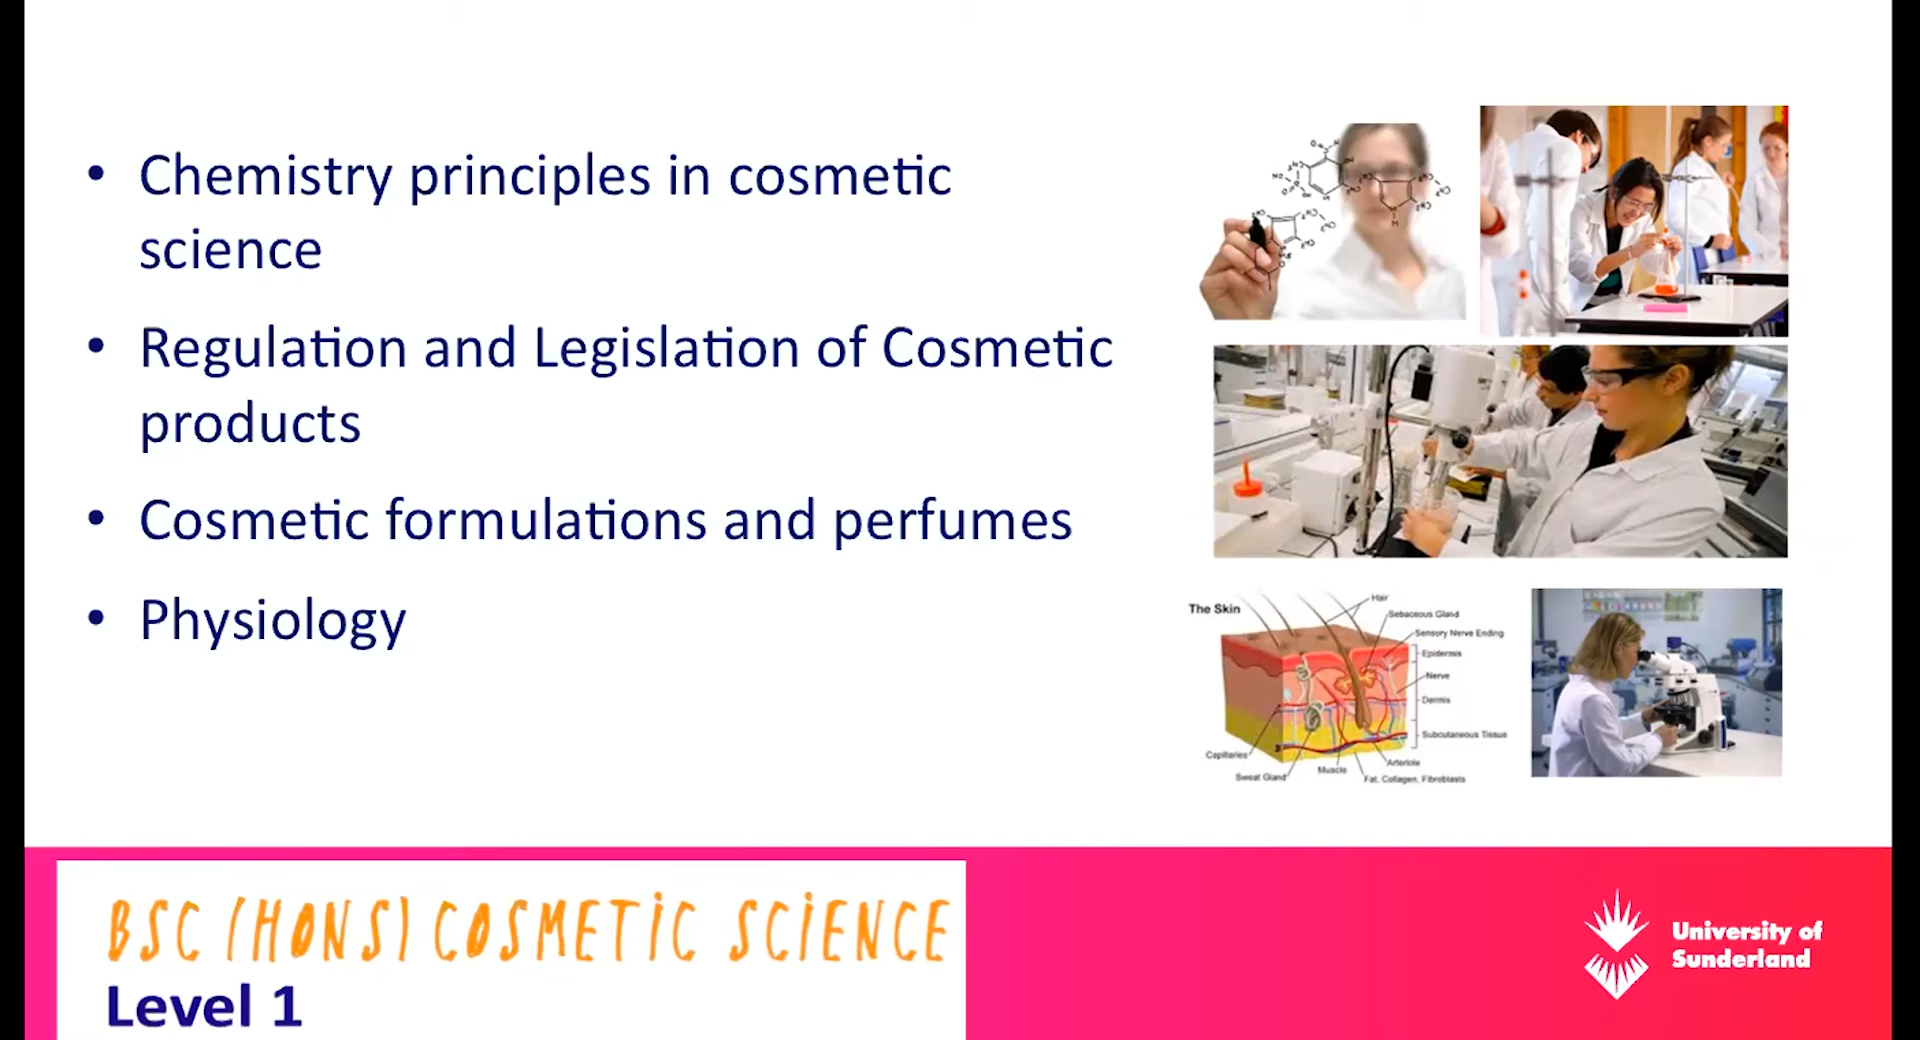 • Chemistry principles in cosmetic
science
• Regulation and Legislation of Cosmetic
products
• Cosmetic formulations and perfumes
• Physiology
The Skin
Hair
Sebaceous Gland
Sensory Nerve Ending
Epidermis
Nerve
Dermis
Subcutaneous Tissue
Capillaries
Arteriole
Sweat Gland
Muscle
Fat, Collagen, Fibroblasts
BSC (HONS) COSMETIC SCIENCE
Level 1
University of
Sunderland